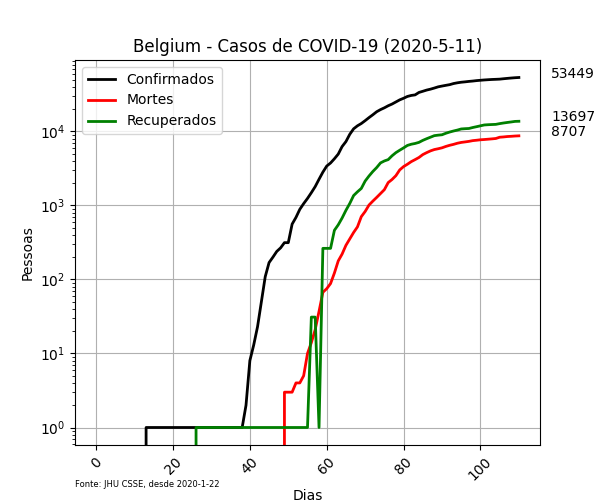 Belgium - Casos de COVID-19 (2020-5-11)
Confirmados
Mortes
Recuperados
53449
13697
8707
10⁴
10³
10²
10¹
10⁰
Pessoas
0 20 40 60 80 100
Fonte: JHU CSSE, desde 2020-1-22
Dias